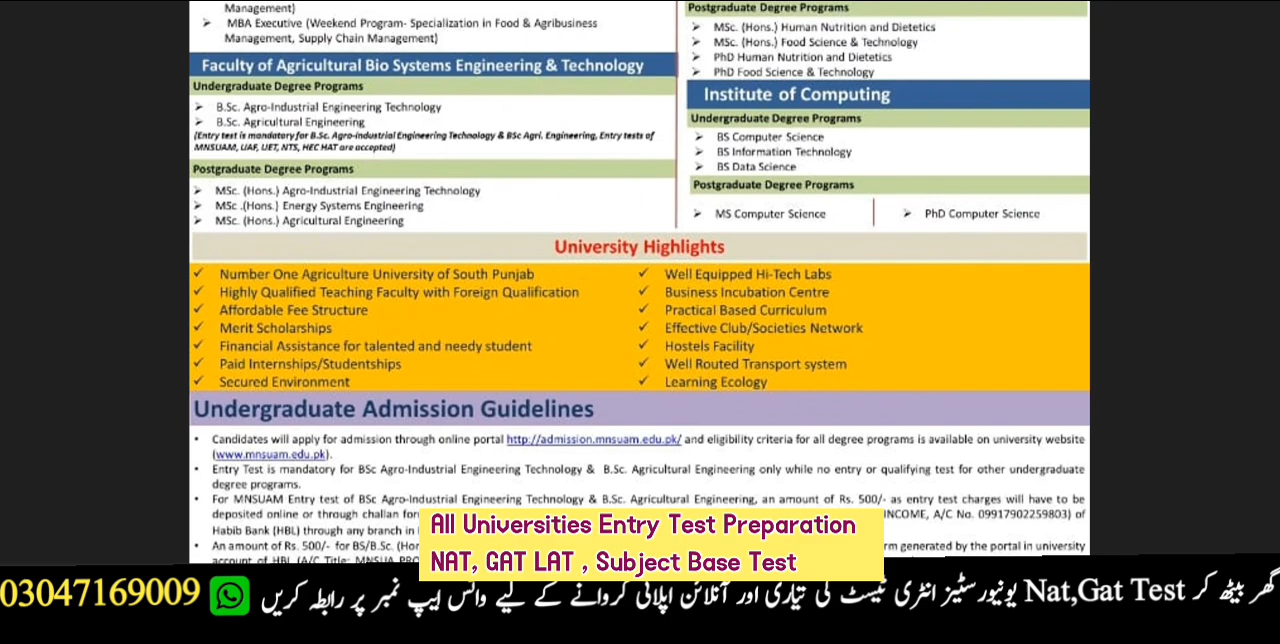 Management)
➢ MBA Executive (Weekend Program- Specialization in Food & Agribusiness
Management, Supply Chain Management)
Faculty of Agricultural Bio Systems Engineering & Technology
Undergraduate Degree Programs
➢ B.Sc. Agro-Industrial Engineering Technology
➢ B.Sc. Agricultural Engineering
(Entry test is mandatory for B.Sc. Agro-Industrial Engineering Technology & BSc Agri. Engineering, Entry tests of
MNSUAM, UAF, UET, NTS, HEC HAT are accepted)
Postgraduate Degree Programs
➢ MSc. (Hons.) Agro-Industrial Engineering Technology
➢ MSc .(Hons.) Energy Systems Engineering
➢ MSc. (Hons.) Agricultural Engineering
Postgraduate Degree Programs
➢ MSc. (Hons.) Human Nutrition and Dietetics
➢ MSc. (Hons.) Food Science & Technology
➢ PhD Human Nutrition and Dietetics
➢ PhD Food Science & Technology
Institute of Computing
Undergraduate Degree Programs
➢ BS Computer Science
➢ BS Information Technology
➢ BS Data Science
Postgraduate Degree Programs
➢ MS Computer Science ➢ PhD Computer Science
University Highlights
✓ Number One Agriculture University of South Punjab
✓ Highly Qualified Teaching Faculty with Foreign Qualification
✓ Affordable Fee Structure
✓ Merit Scholarships
✓ Financial Assistance for talented and needy student
✓ Paid Internships/Studentships
✓ Secured Environment
✓ Well Equipped Hi-Tech Labs
✓ Business Incubation Centre
✓ Practical Based Curriculum
✓ Effective Club/Societies Network
✓ Hostels Facility
✓ Well Routed Transport system
✓ Learning Ecology
Undergraduate Admission Guidelines
• Candidates will apply for admission through online portal http://admission.mnsuam.edu.pk/ and eligibility criteria for all degree programs is available on university website
(www.mnsuam.edu.pk).
• Entry Test is mandatory for BSc Agro-Industrial Engineering Technology & B.Sc. Agricultural Engineering only while no entry or qualifying test for other undergraduate
degree programs.
• For MNSUAM Entry test of BSc Agro-Industrial Engineering Technology & B.Sc. Agricultural Engineering, an amount of Rs. 500/- as entry test charges will have to be
deposited online or through challan for INCOME, A/C No. 09917902259803) of
Habib Bank (HBL) through any branch in
• An amount of Rs. 500/- for BS/B.Sc. (Hon rm generated by the portal in university
account of HBL (A/C Title: MNSUA PRO
All Universities Entry Test Preparation
NAT, GAT LAT , Subject Base Test
گھر بیٹھ کر Nat,Gat Test یونیورسٹیز انٹری ٹیسٹ کی تیاری اور آنلائن اپلائی کروانے کے لیے واٹس ایپ نمبر پر رابطہ کریں 03047169009